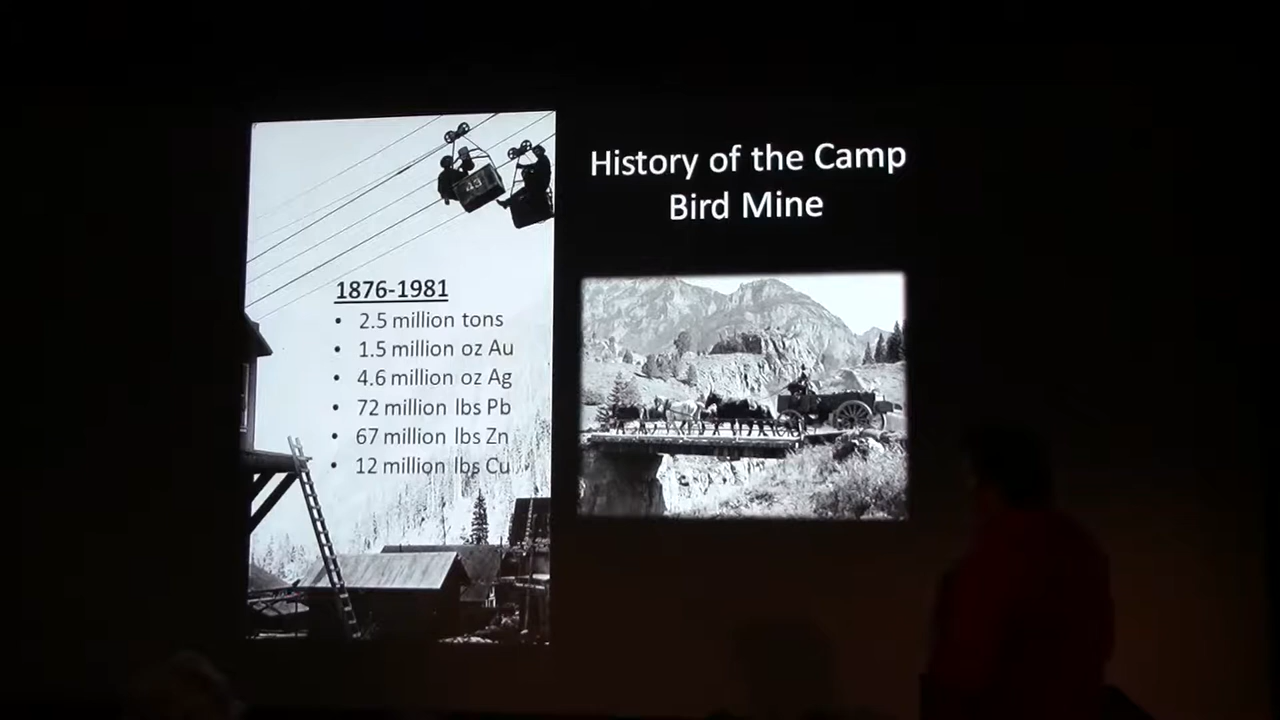 History of the Camp
Bird Mine
1876-1981
• 2.5 million tons
• 1.5 million oz Au
• 4.6 million oz Ag
• 72 million lbs Pb
• 67 million lbs Zn
• 12 million lbs Cu